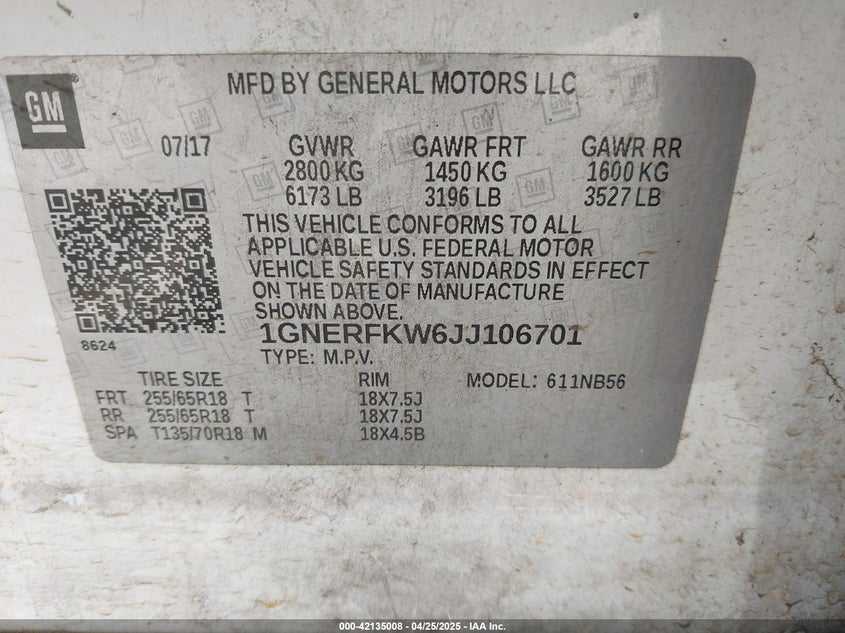 GM
MFD BY GENERAL MOTORS LLC
07/17 GVWR GAWR FRT GAWR RR
2800 KG 1450 KG 1600 KG
6173 LB 3196 LB 3527 LB
THIS VEHICLE CONFORMS TO ALL
APPLICABLE U.S. FEDERAL MOTOR
VEHICLE SAFETY STANDARDS IN EFFECT
ON THE DATE OF MANUFACTURE
SHOWN ABOVE.
8624 1GNERFKW6JJ106701
TYPE: M.P.V.
TIRE SIZE RIM MODEL: 611NB56
FRT 255/65R18 T 18X7.5J
RR 255/65R18 T 18X7.5J
SPA T135/70R18 M 18X4.5B
000-42135008 - 04/25/2025 - IAA Inc.